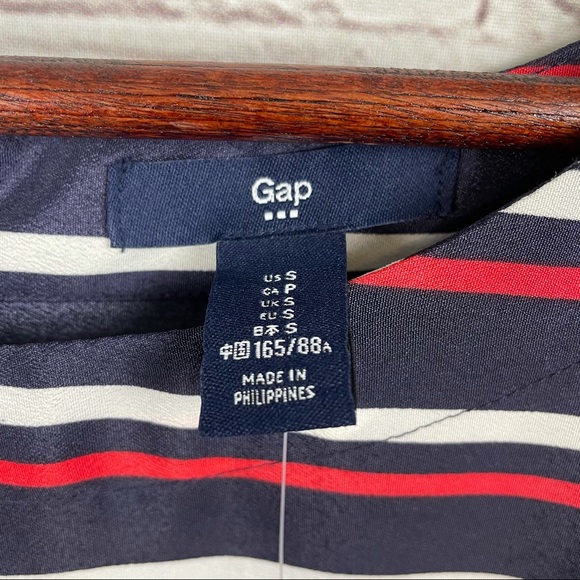 Gap
US S
CA P
UK S
EU S
日本 S
中国 165/88A
MADE IN
PHILIPPINES